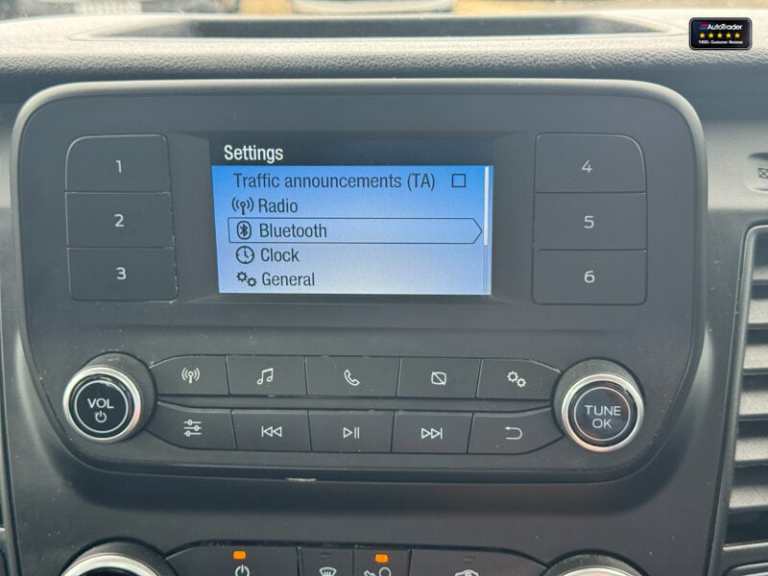 AutoTrader
Settings
Traffic announcements (TA)
Radio
Bluetooth
Clock
General
1
2
3
4
5
6
VOL
TUNE
OK